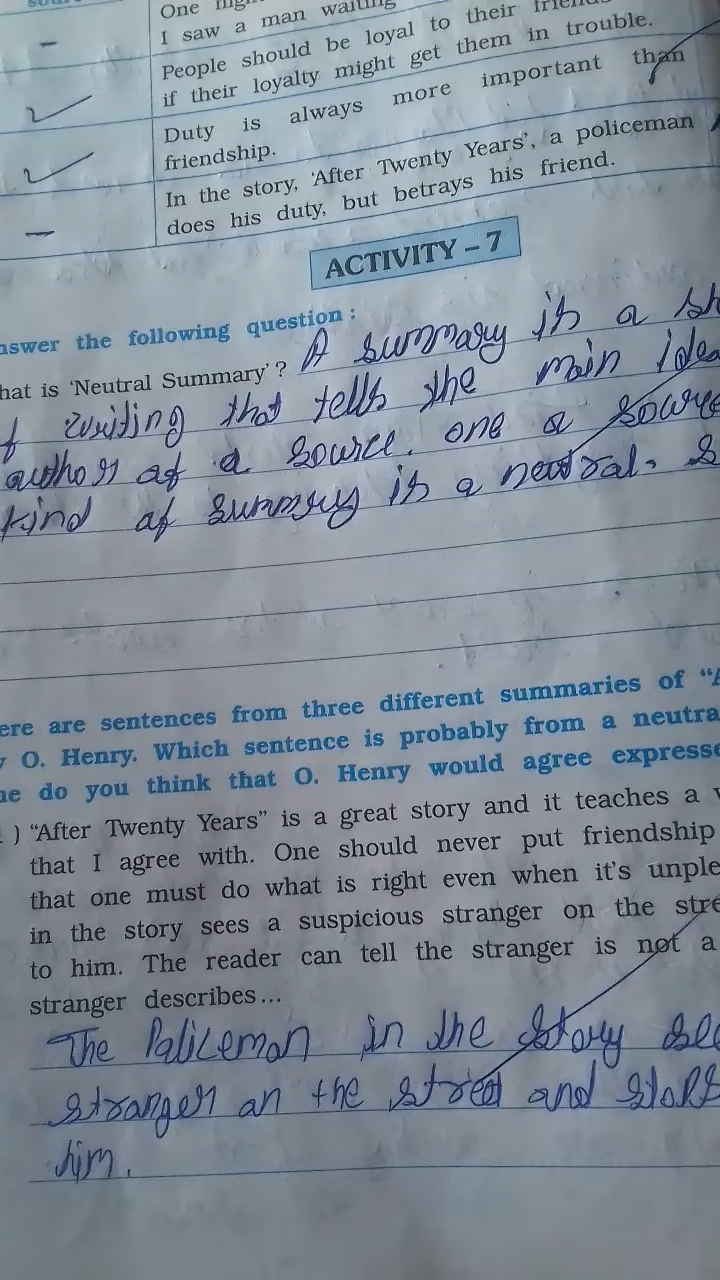 One
I saw a man waiting
People should be loyal to their
if their loyalty might get them in trouble.
Duty is always more important than
friendship.
In the story, 'After Twenty Years', a policeman
does his duty, but betrays his friend.
ACTIVITY – 7
nswer the following question :
hat is 'Neutral Summary' ? A summary is a sh
f writing that tells the main idea
author of a source. one a source
kind of summary is a neutral. S
ere are sentences from three different summaries of "A
y O. Henry. Which sentence is probably from a neutra
ne do you think that O. Henry would agree expresse
) "After Twenty Years" is a great story and it teaches a v
that I agree with. One should never put friendship
that one must do what is right even when it's unple
in the story sees a suspicious stranger on the stre
to him. The reader can tell the stranger is not a
stranger describes...
The Policeman in the story see
stranger an the street and stops
him.